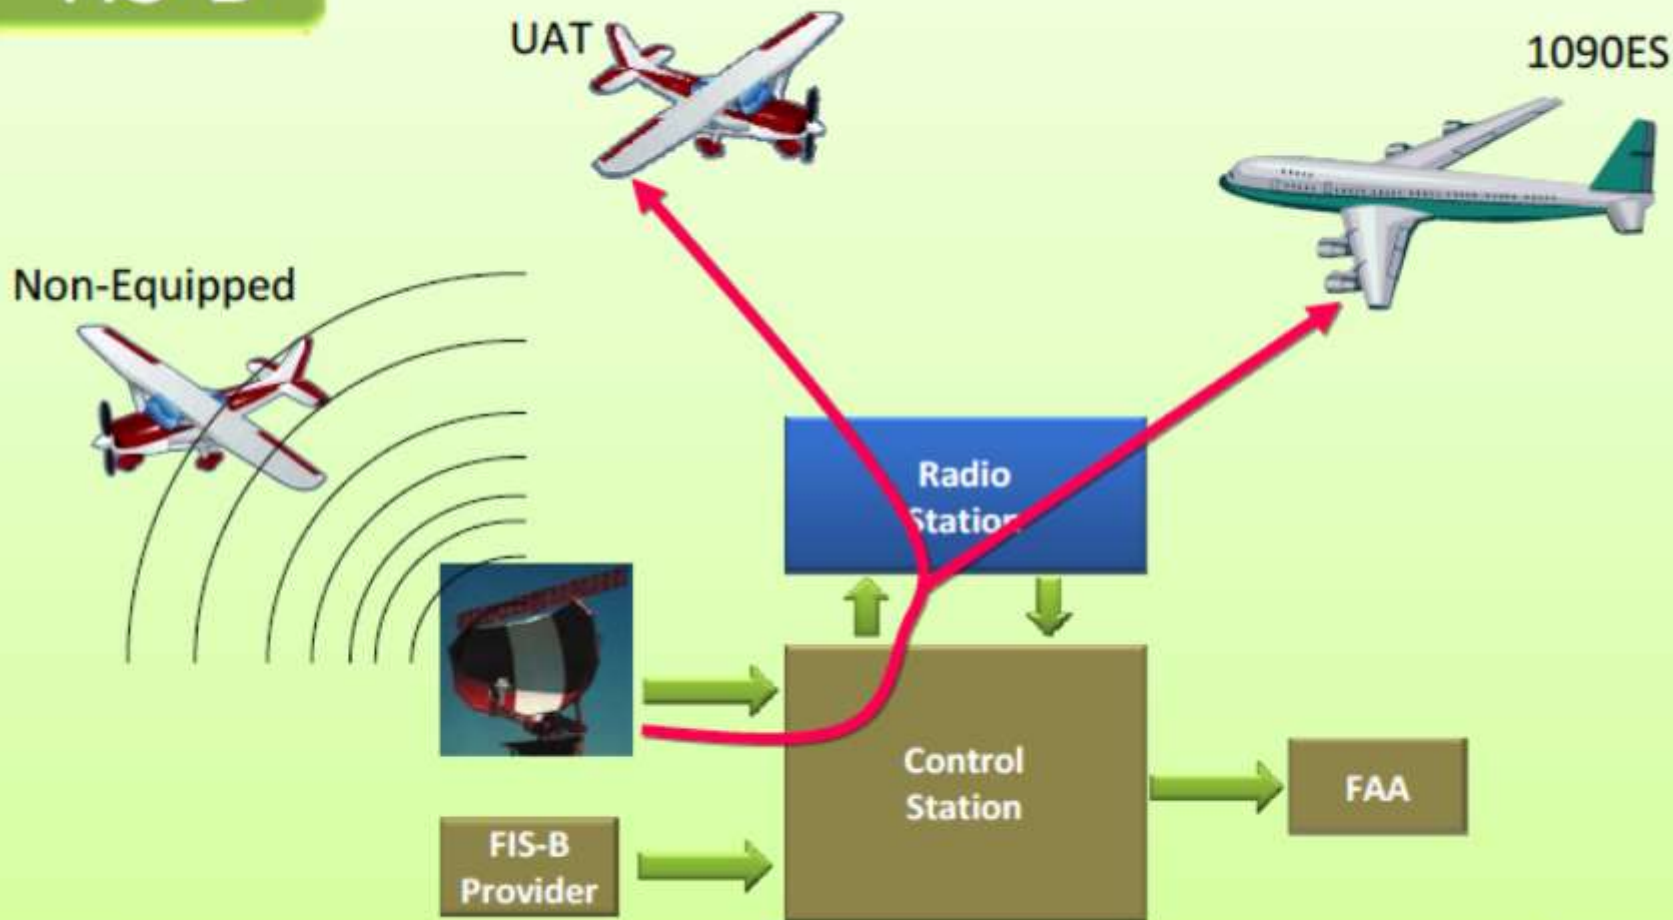 UAT
1090ES
Non-Equipped
Radio
Station
Control
Station
FAA
FIS-B
Provider